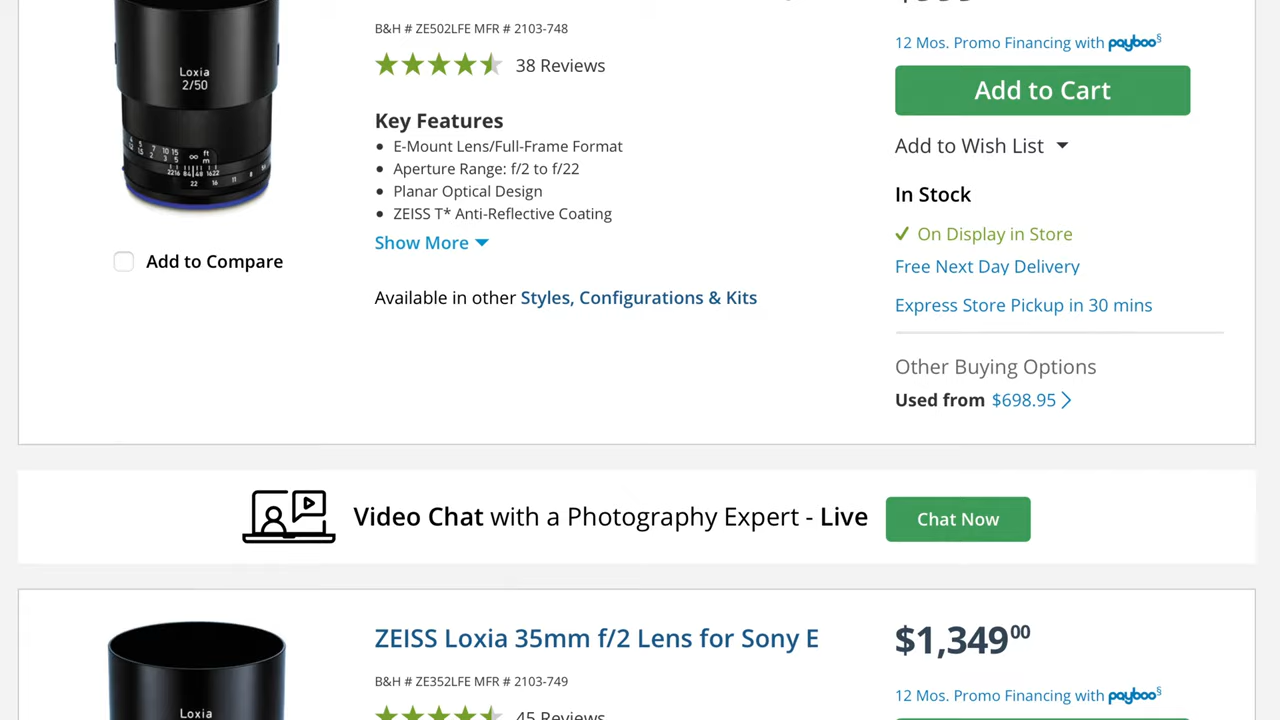 Loxia
2/50
B&H # ZE502LFE MFR # 2103-748
38 Reviews
Key Features
E-Mount Lens/Full-Frame Format
Aperture Range: f/2 to f/22
Planar Optical Design
ZEISS T* Anti-Reflective Coating
Show More
Add to Compare
Available in other Styles, Configurations & Kits
12 Mos. Promo Financing with payboo§
Add to Cart
Add to Wish List
In Stock
On Display in Store
Free Next Day Delivery
Express Store Pickup in 30 mins
Other Buying Options
Used from $698.95
Video Chat with a Photography Expert - Live
Chat Now
Loxia
ZEISS Loxia 35mm f/2 Lens for Sony E
B&H # ZE352LFE MFR # 2103-749
45 Reviews
$1,349 00
12 Mos. Promo Financing with payboo§